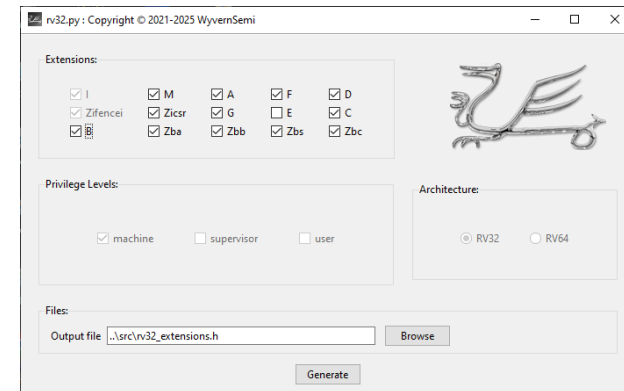 rv32.py : Copyright © 2021-2025 WyvernSemi
Extensions:
I M A F D
Zifencei Zicsr G E C
B Zba Zbb Zbs Zbc
Privilege Levels:
machine supervisor user
Architecture:
RV32 RV64
Files:
Output file ..\src\rv32_extensions.h Browse
Generate